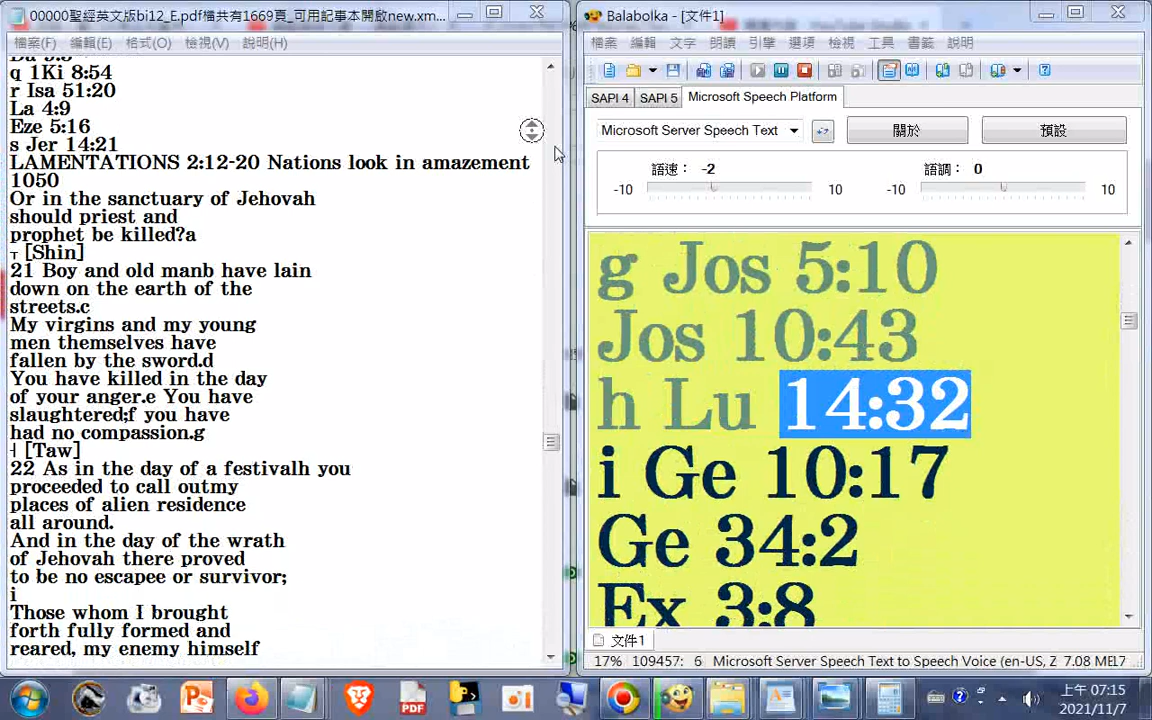 00000聖經英文版bi12_E.pdf檔共有1669頁_可用記事本開啟new.xm...
檔案(F) 編輯(E) 格式(O) 檢視(V) 說明(H)
q 1Ki 8:54
r Isa 51:20
La 4:9
Eze 5:16
s Jer 14:21
LAMENTATIONS 2:12-20 Nations look in amazement
1050
Or in the sanctuary of Jehovah
should priest and
prophet be killed?a
[Shin]
21 Boy and old manb have lain
down on the earth of the
streets.c
My virgins and my young
men themselves have
fallen by the sword.d
You have killed in the day
of your anger.e You have
slaughtered;f you have
had no compassion.g
[Taw]
22 As in the day of a festivalh you
proceeded to call outmy
places of alien residence
all around.
And in the day of the wrath
of Jehovah there proved
to be no escapee or survivor;
i
Those whom I brought
forth fully formed and
reared, my enemy himself
Balabolka - [文件1]
檔案 編輯 文字 朗讀 引擎 選項 檢視 工具 書籤 說明
SAPI 4 SAPI 5 Microsoft Speech Platform
Microsoft Server Speech Text 關於 預設
語速: -2 語調: 0
-10 10 -10 10
g Jos 5:10
Jos 10:43
h Lu 14:32
i Ge 10:17
Ge 34:2
Ex 3:8
文件1
17% 109457: 6 Microsoft Server Speech Text to Speech Voice (en-US, Z 7.08 ME
上午 07:15
2021/11/7